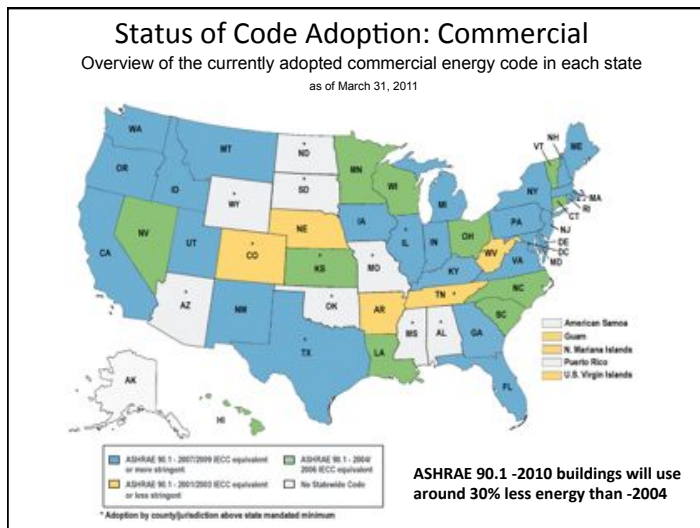 Status of Code Adoption: Commercial
Overview of the currently adopted commercial energy code in each state
as of March 31, 2011
WA
OR
CA
NV
ID
MT
WY
UT
AZ
CO
NM
ND
SD
NE
KS
OK
TX
MN
IA
MO
AR
LA
WI
IL
MS
MI
IN
KY
TN
AL
OH
WV
GA
FL
SC
NC
VA
PA
NY
VT
NH
ME
MA
RI
CT
NJ
DE
DC
MD
AK
HI
American Samoa
Guam
N. Mariana Islands
Puerto Rico
U.S. Virgin Islands
ASHRAE 90.1 - 2007/2009 IECC equivalent
or more stringent
ASHRAE 90.1 - 2001/2003 IECC equivalent
or less stringent
ASHRAE 90.1 - 2004/
2006 IECC equivalent
No Statewide Code
* Adoption by county/jurisdiction above state mandated minimum
ASHRAE 90.1 -2010 buildings will use
around 30% less energy than -2004